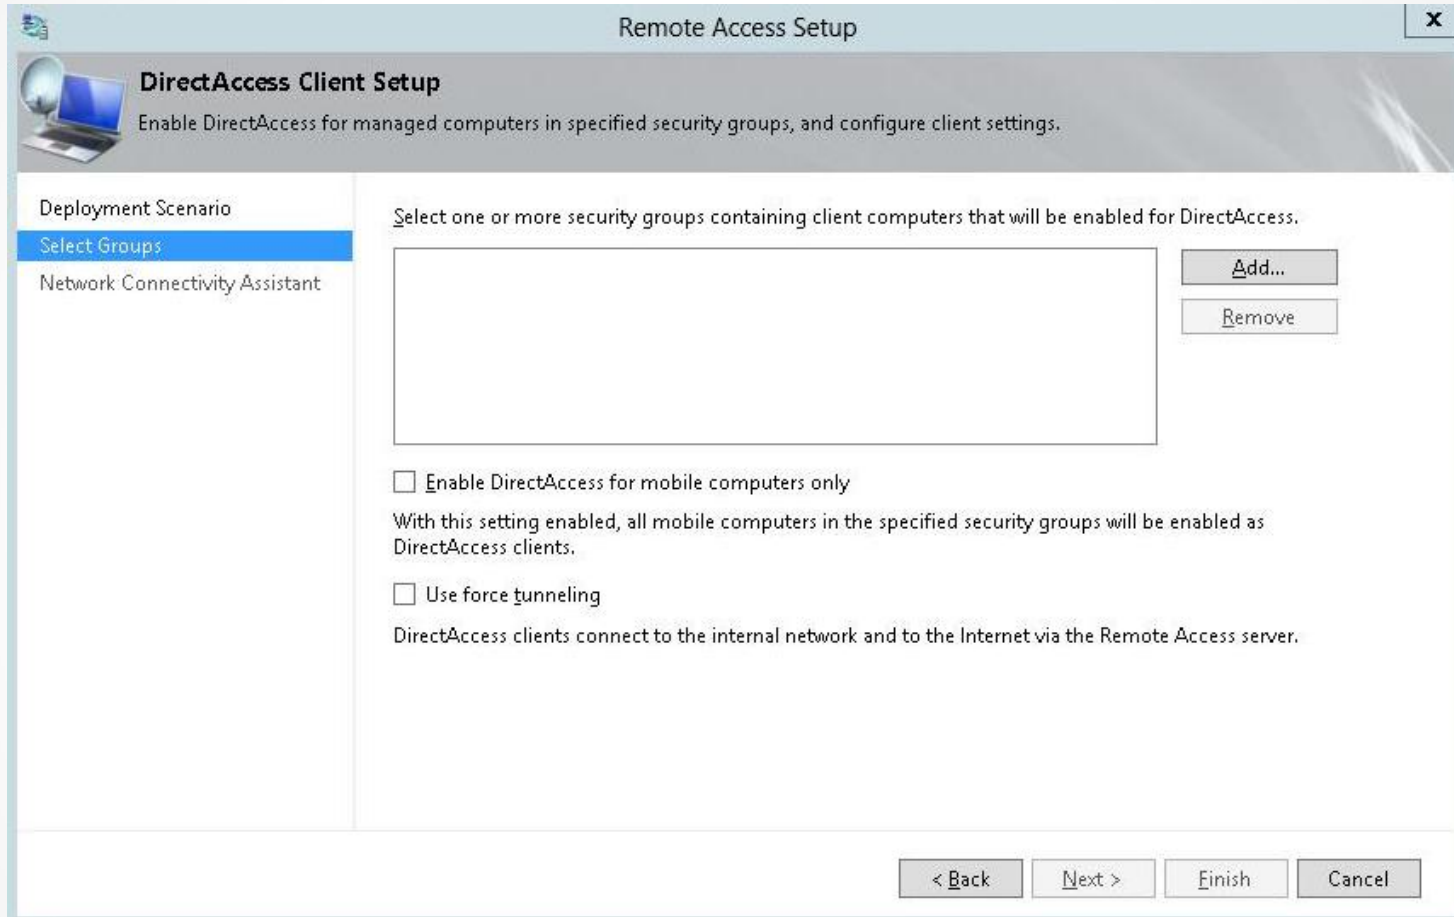 Remote Access Setup
x
DirectAccess Client Setup
Enable DirectAccess for managed computers in specified security groups, and configure client settings.
Deployment Scenario
Select Groups
Network Connectivity Assistant
Select one or more security groups containing client computers that will be enabled for DirectAccess.
Add...
Remove
Enable DirectAccess for mobile computers only
With this setting enabled, all mobile computers in the specified security groups will be enabled as
DirectAccess clients.
Use force tunneling
DirectAccess clients connect to the internal network and to the Internet via the Remote Access server.
< Back
Next >
Finish
Cancel